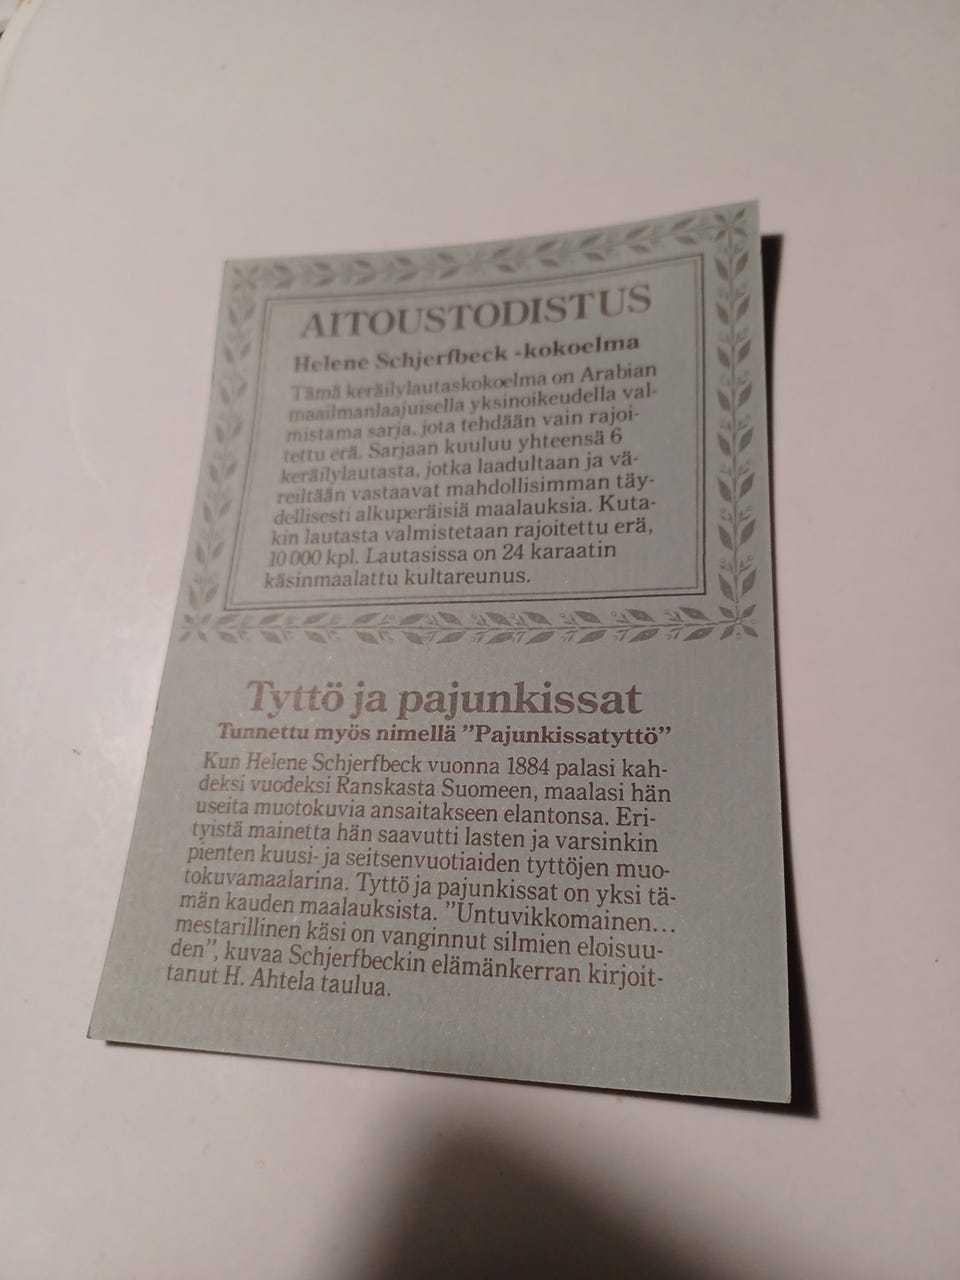 AITOUSTODISTUS
Helene Schjerfbeck -kokoelma
Tämä keräilylautaskokoelma on Arabian
maailmanlaajuisella yksinoikeudella val-
mistama sarja, jota tehdään vain rajoi-
tettu erä. Sarjaan kuuluu yhteensä 6
keräilylautasta, jotka laadultaan ja vä-
reiltään vastaavat mahdollisimman täy-
dellisesti alkuperäisiä maalauksia. Kuta-
kin lautasta valmistetaan rajoitettu erä,
10 000 kpl. Lautasissa on 24 karaatin
käsinmaalattu kultareunus.
Tyttö ja pajunkissat
Tunnettu myös nimellä ”Pajunkissatyttö”
Kun Helene Schjerfbeck vuonna 1884 palasi kah-
deksi vuodeksi Ranskasta Suomeen, maalasi hän
useita muotokuvia ansaitakseen elantonsa. Eri-
tyistä mainetta hän saavutti lasten ja varsinkin
pienten kuusi- ja seitsenvuotiaiden tyttöjen muo-
tokuvamaalarina. Tyttö ja pajunkissat on yksi tä-
män kauden maalauksista. ”Untuvikkomainen...
mestarillinen käsi on vanginnut silmien eloisuu-
den”, kuvaa Schjerfbeckin elämänkerran kirjoit-
tanut H. Ahtela taulua.